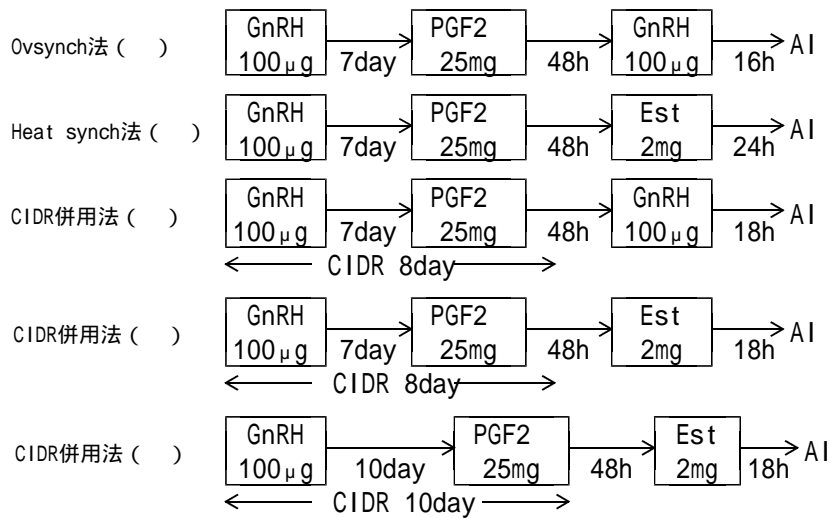 GnRH PGF2 GnRH
Ovsynch法 (　) 100μg 7day 25mg 48h 100μg 16h AI
GnRH PGF2 Est
Heat synch法 (　) 100μg 7day 25mg 48h 2mg 24h AI
GnRH PGF2 GnRH
CIDR併用法 (　) 100μg 7day 25mg 48h 100μg 18h AI
CIDR 8day
GnRH PGF2 Est
CIDR併用法 (　) 100μg 7day 25mg 48h 2mg 18h AI
CIDR 8day
GnRH PGF2 Est
CIDR併用法 (　) 100μg 10day 25mg 48h 2mg 18h AI
CIDR 10day